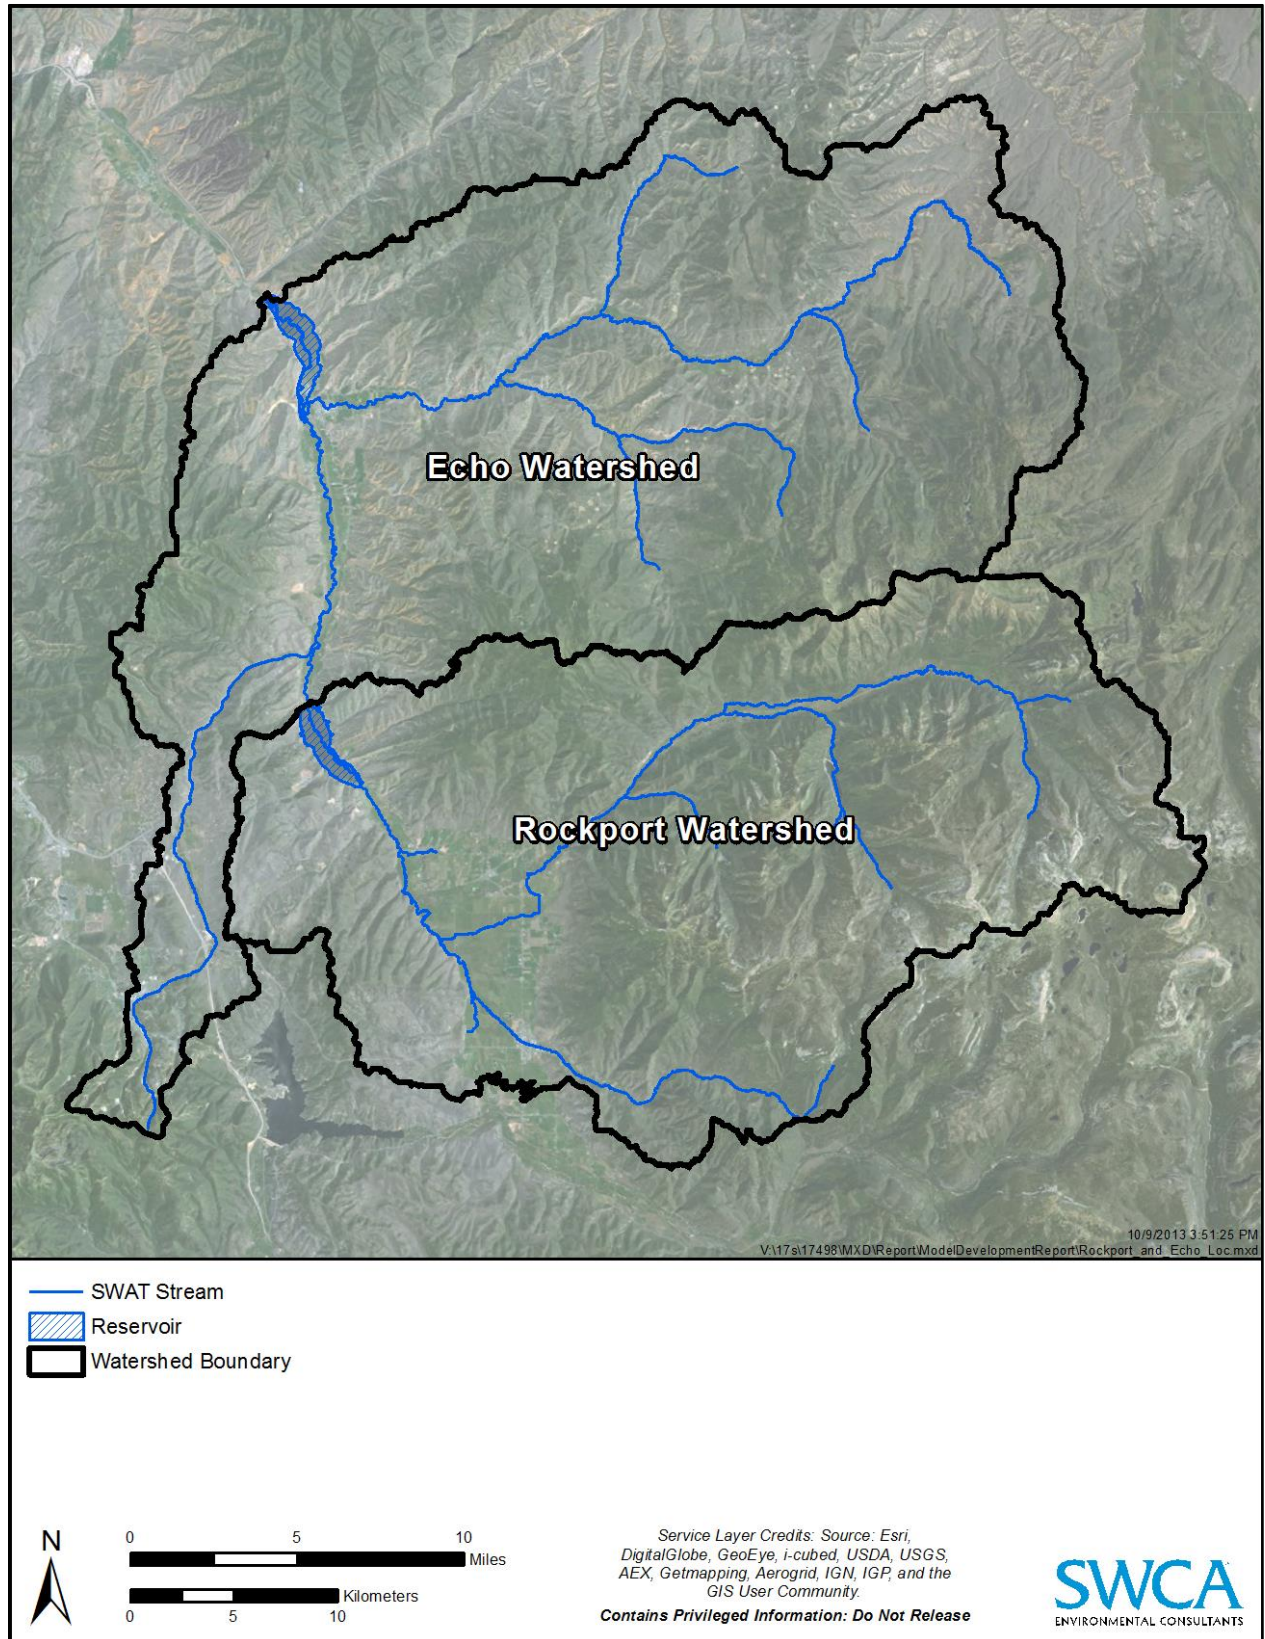 Echo Watershed
Rockport Watershed
10/9/2013 3:51:25 PM
V:\17s\17498\MXD\Report\ModelDevelopmentReport\Rockport_and_Echo_Loc.mxd
SWAT Stream
Reservoir
Watershed Boundary
N
0 5 10
Miles
Kilometers
0 5 10
Service Layer Credits: Source: Esri,
DigitalGlobe, GeoEye, i-cubed, USDA, USGS,
AEX, Getmapping, Aerogrid, IGN, IGP, and the
GIS User Community.
Contains Privileged Information: Do Not Release
SWCA
ENVIRONMENTAL CONSULTANTS